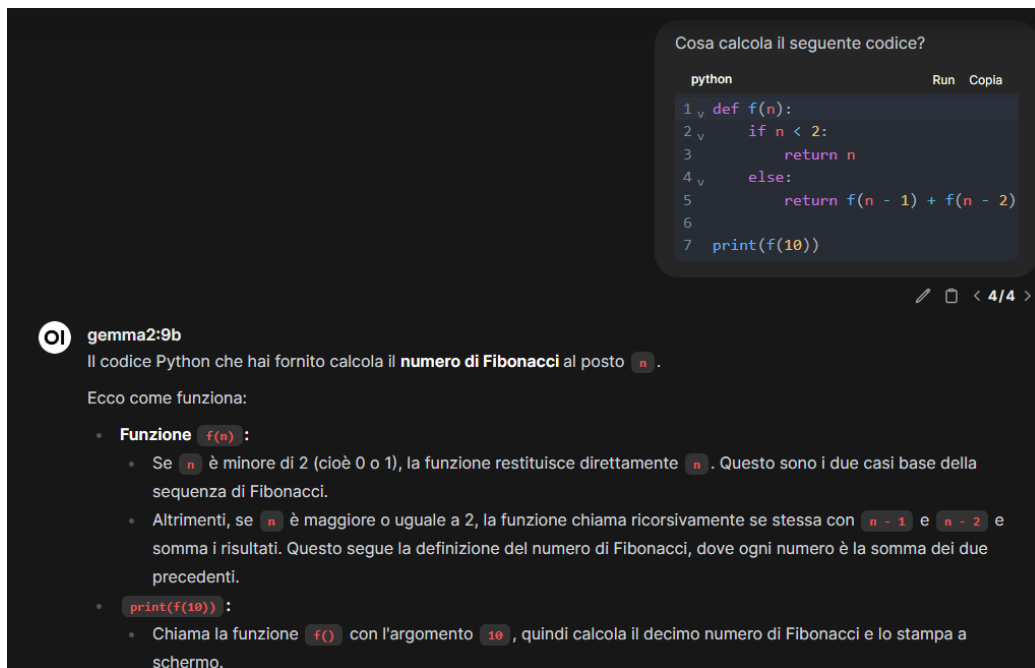 Cosa calcola il seguente codice?
python Run Copia
1 def f(n):
2 if n < 2:
3 return n
4 else:
5 return f(n - 1) + f(n - 2)
6
7 print(f(10))
< 4/4 >
OI gemma2:9b
Il codice Python che hai fornito calcola il numero di Fibonacci al posto n .
Ecco come funziona:
• Funzione f(n) :
• Se n è minore di 2 (cioè 0 o 1), la funzione restituisce direttamente n . Questo sono i due casi base della
sequenza di Fibonacci.
• Altrimenti, se n è maggiore o uguale a 2, la funzione chiama ricorsivamente se stessa con n - 1 e n - 2 e
somma i risultati. Questo segue la definizione del numero di Fibonacci, dove ogni numero è la somma dei due
precedenti.
• print(f(10)) :
• Chiama la funzione f() con l'argomento 10 , quindi calcola il decimo numero di Fibonacci e lo stampa a
schermo.